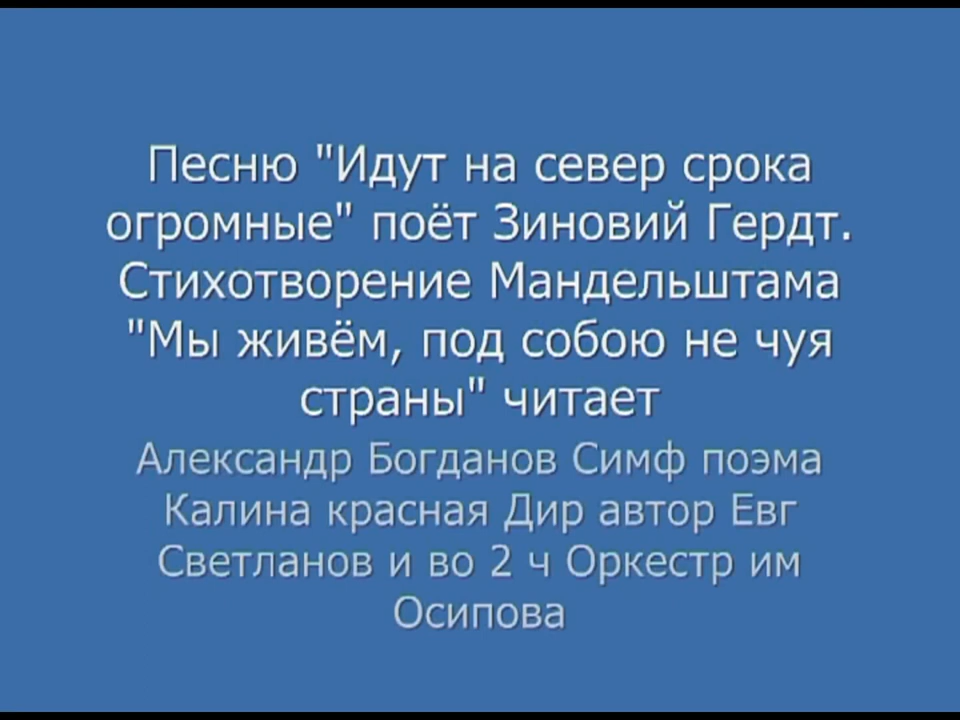 Песню "Идут на север срока
огромные" поёт Зиновий Гердт.
Стихотворение Мандельштама
"Мы живём, под собою не чуя
страны" читает
Александр Богданов Симф поэма
Калина красная Дир автор Евг
Светланов и во 2 ч Оркестр им
Осипова